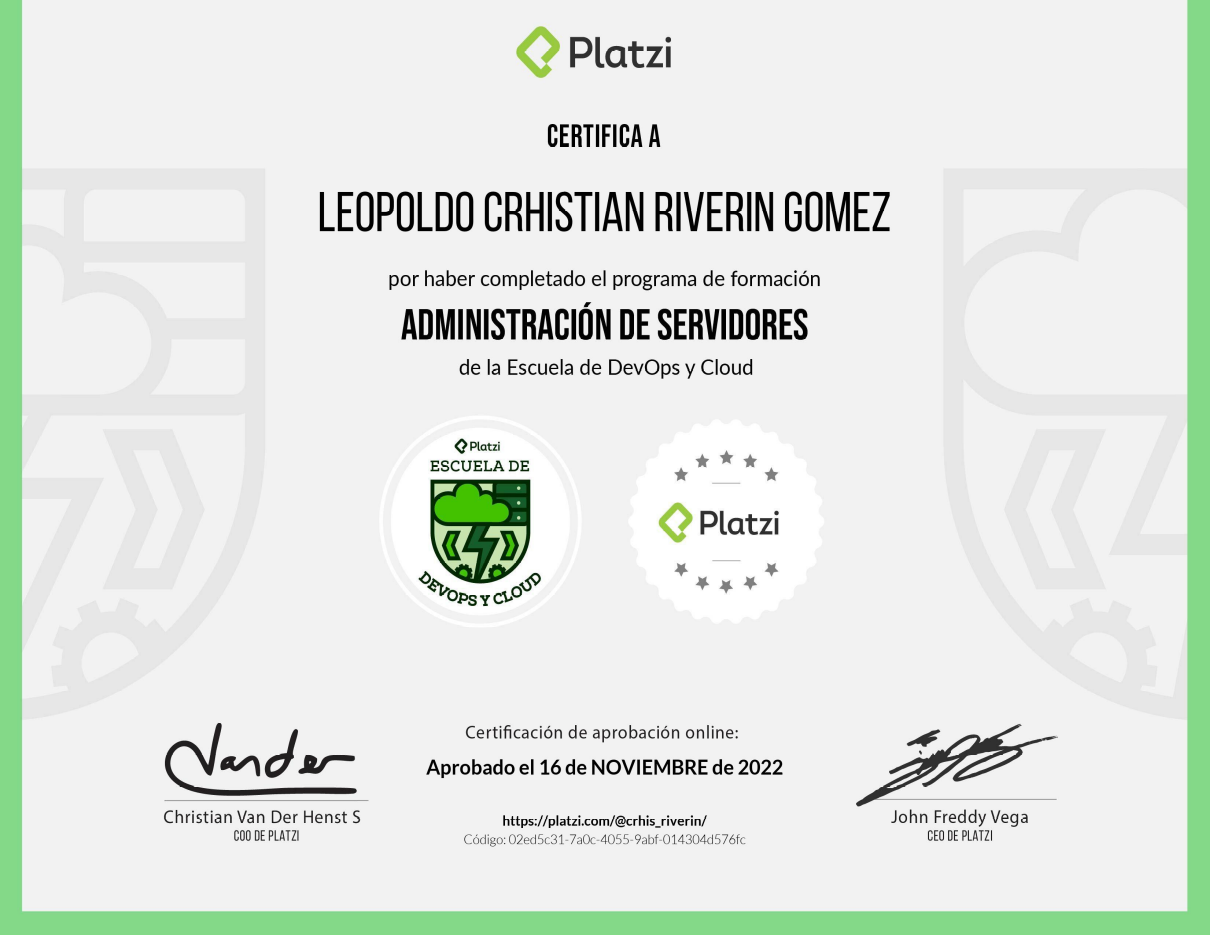 Platzi
CERTIFICA A
LEOPOLDO CRHISTIAN RIVERIN GOMEZ
por haber completado el programa de formación
ADMINISTRACIÓN DE SERVIDORES
de la Escuela de DevOps y Cloud
Platzi
ESCUELA DE
DEVOPS Y CLOUD
Platzi
Vander
Christian Van Der Henst S
COO DE PLATZI
Certificación de aprobación online:
Aprobado el 16 de NOVIEMBRE de 2022
https://platzi.com/@crhis_riverin/
Código: 02ed5c31-7a0c-4055-9abf-014304d576fc
John Freddy Vega
CEO DE PLATZI